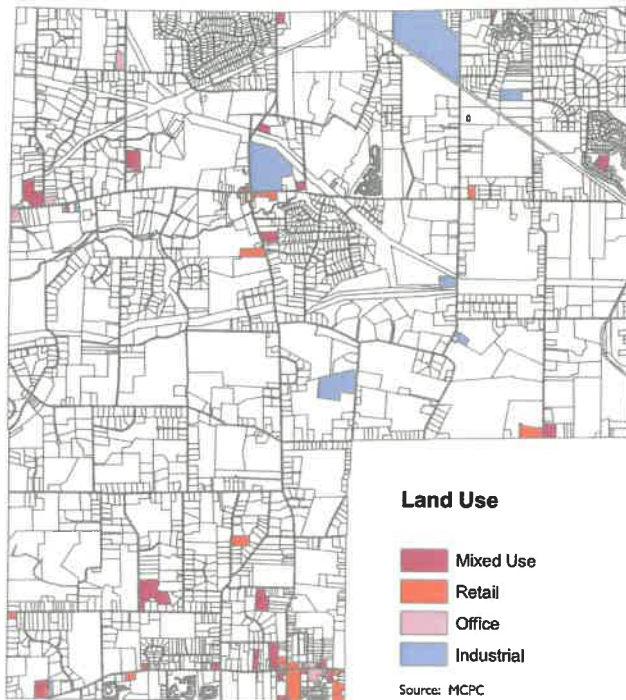 Land Use
Mixed Use
Retail
Office
Industrial
Source: MCPC